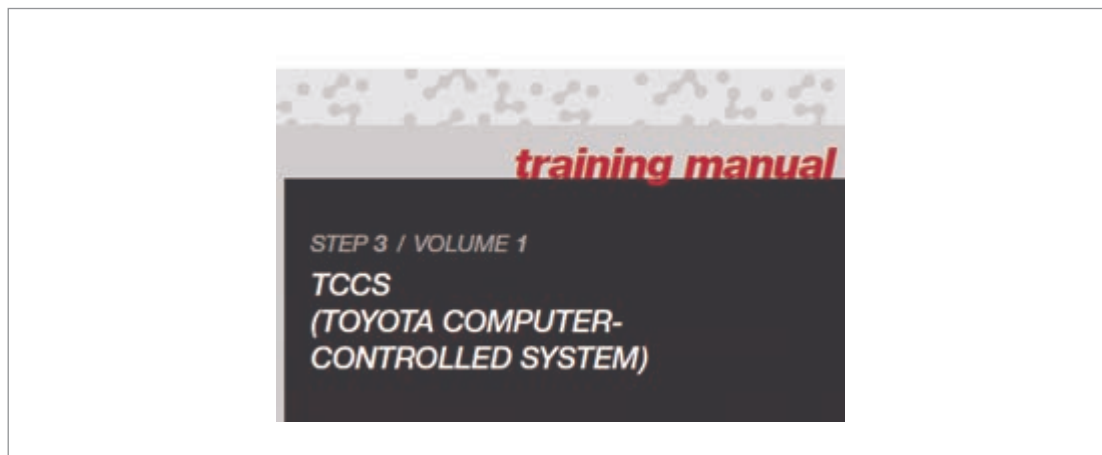 training manual
STEP 3 / VOLUME 1
TCCS
(TOYOTA COMPUTER-
CONTROLLED SYSTEM)